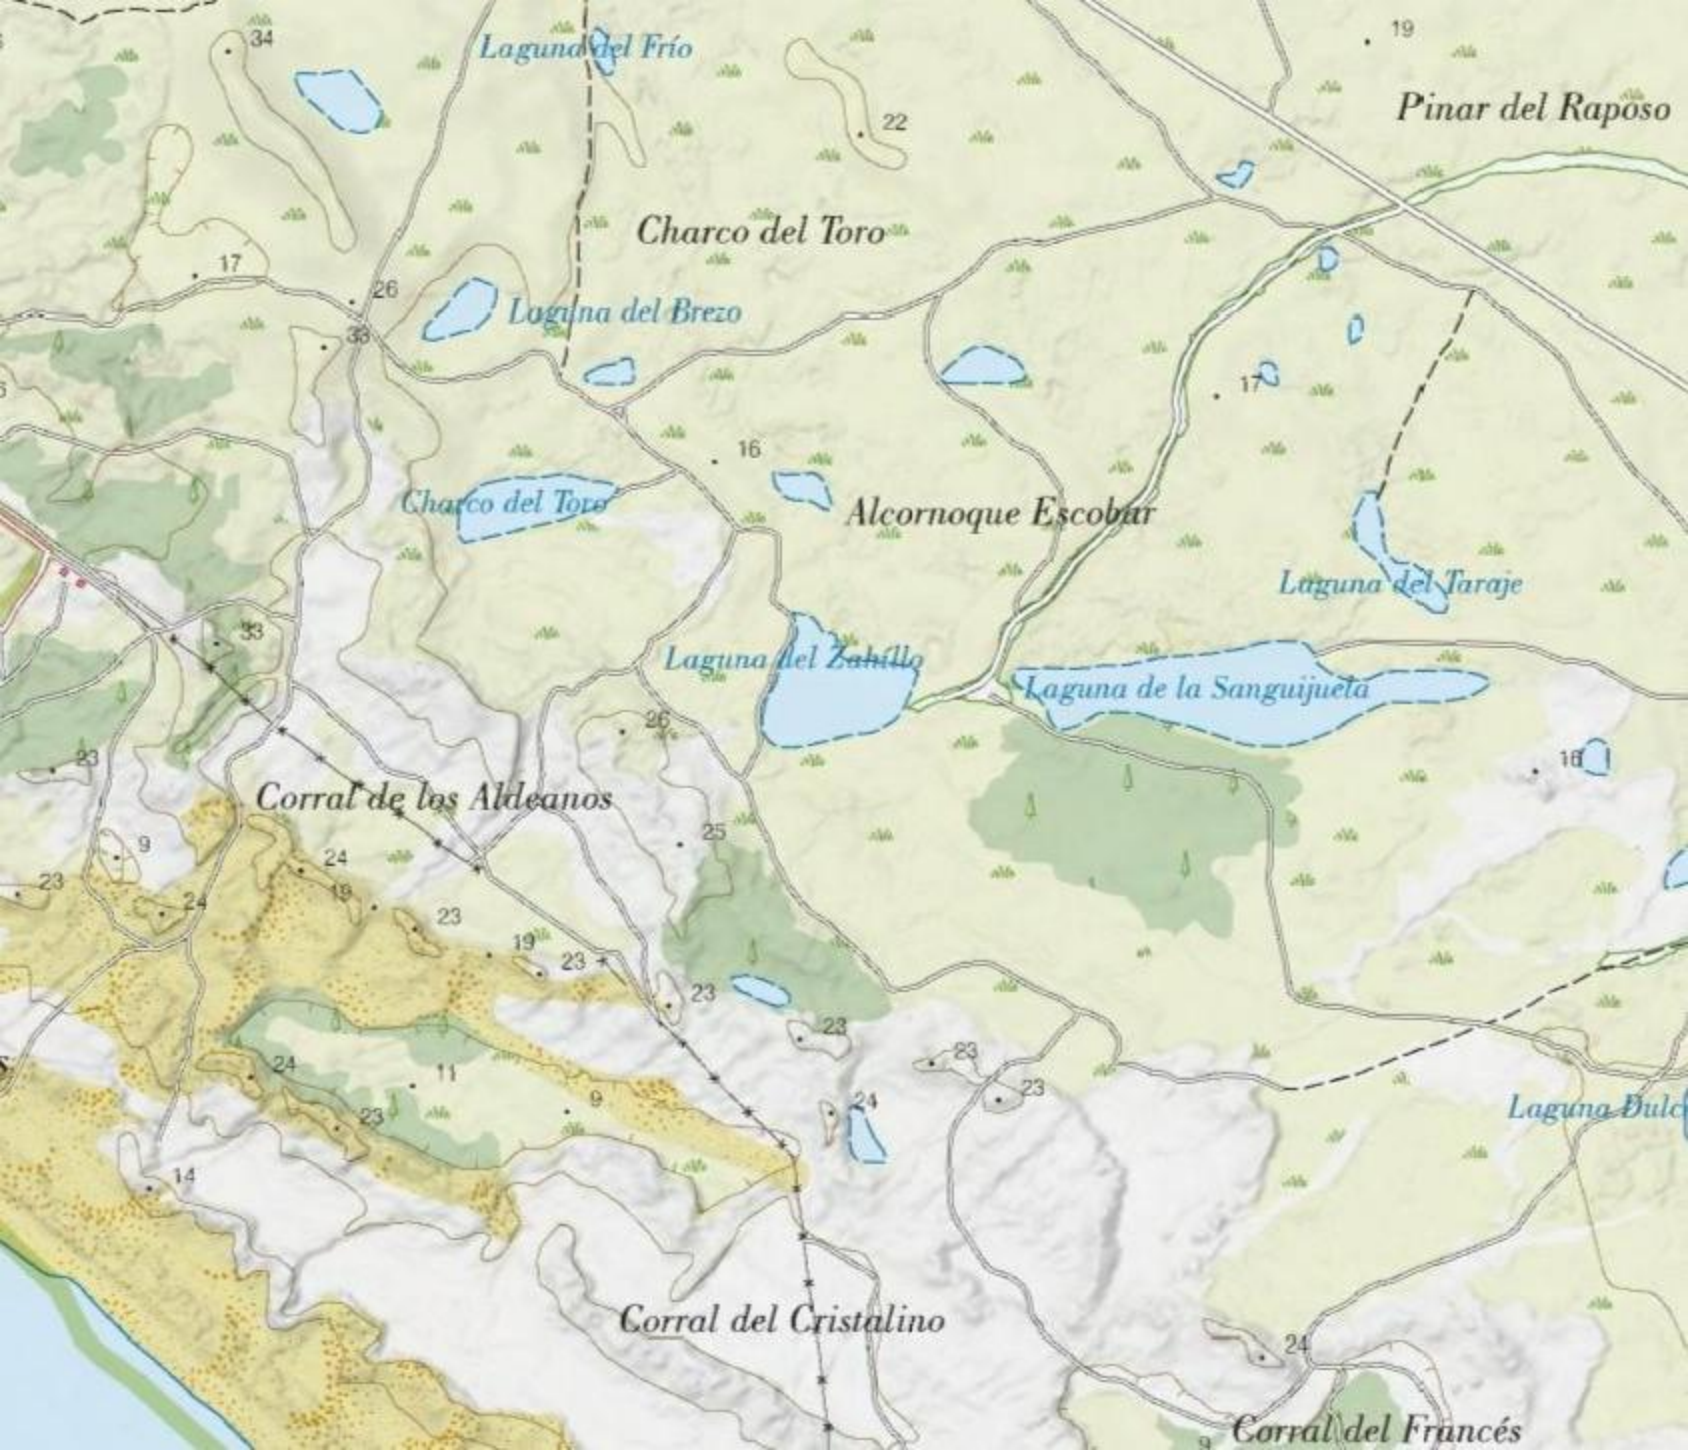 34
Laguna del Frío
19
Pinar del Raposo
22
Charco del Toro
17
26
Laguna del Brezo
33
17
16
Charco del Toro
Alcornoque Escobar
Laguna del Taraje
33
Laguna del Zahíllo
Laguna de la Sanguijuela
26
23
Corral de los Aldeanos
25
9
24
23
19
24
23
19
23
23
23
23
24
11
23
9
24
23
Laguna Dulc
14
Corral del Cristalino
24
Corral del Francés
9